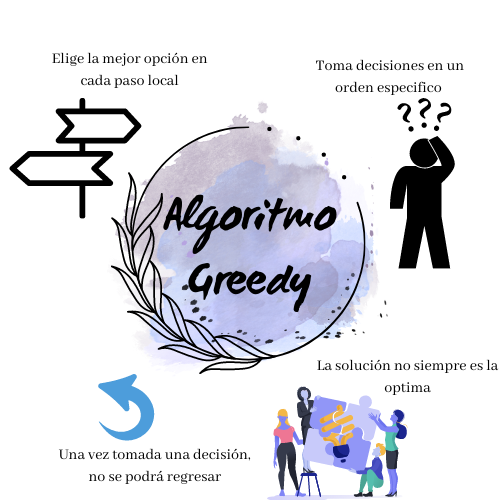 Elige la mejor opción en
cada paso local
Toma decisiones en un
orden especifico
???
Algoritmo
Greedy
La solución no siempre es la
optima
Una vez tomada una decisión,
no se podrá regresar